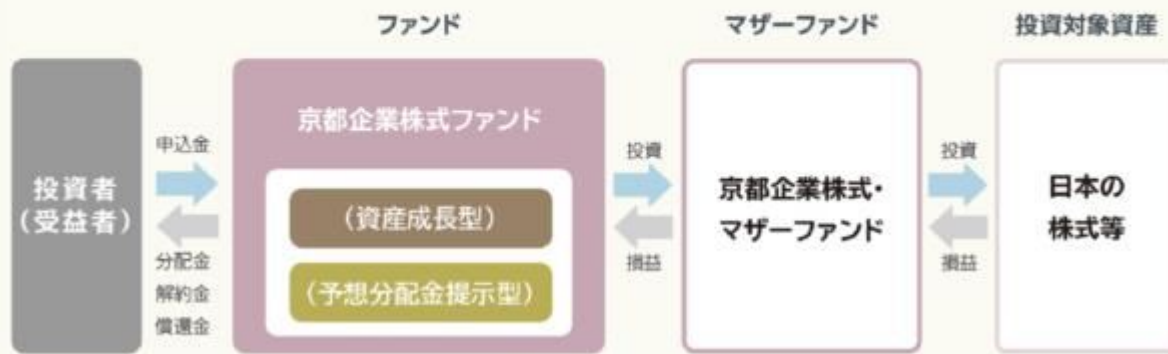 ファンド
マザーファンド
投資対象資産
投資者
(受益者)
申込金
分配金
解約金
償還金
京都企業株式ファンド
(資産成長型)
(予想分配金提示型)
投資
損益
京都企業株式・
マザーファンド
投資
損益
日本の
株式等